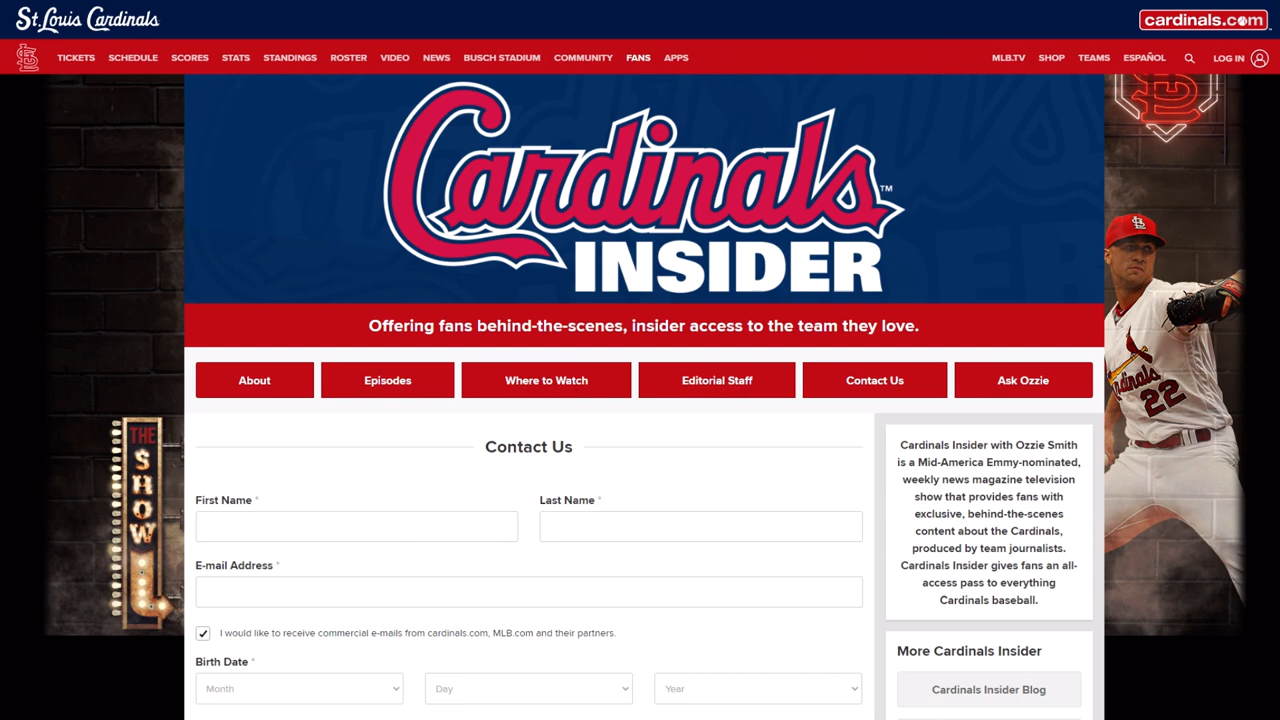 St. Louis Cardinals
cardinals.com
TICKETS SCHEDULE SCORES STATS STANDINGS ROSTER VIDEO NEWS BUSCH STADIUM COMMUNITY FANS APPS MLB.TV SHOP TEAMS ESPAÑOL LOG IN
Cardinals™
INSIDER
Offering fans behind-the-scenes, insider access to the team they love.
About Episodes Where to Watch Editorial Staff Contact Us Ask Ozzie
Contact Us
First Name * Last Name *
E-mail Address *
I would like to receive commercial e-mails from cardinals.com, MLB.com and their partners.
Birth Date *
Month Day Year
Cardinals Insider with Ozzie Smith
is a Mid-America Emmy-nominated,
weekly news magazine television
show that provides fans with
exclusive, behind-the-scenes
content about the Cardinals,
produced by team journalists.
Cardinals Insider gives fans an all-
access pass to everything
Cardinals baseball.
More Cardinals Insider
Cardinals Insider Blog
THE
SHOW
Cardinals
22